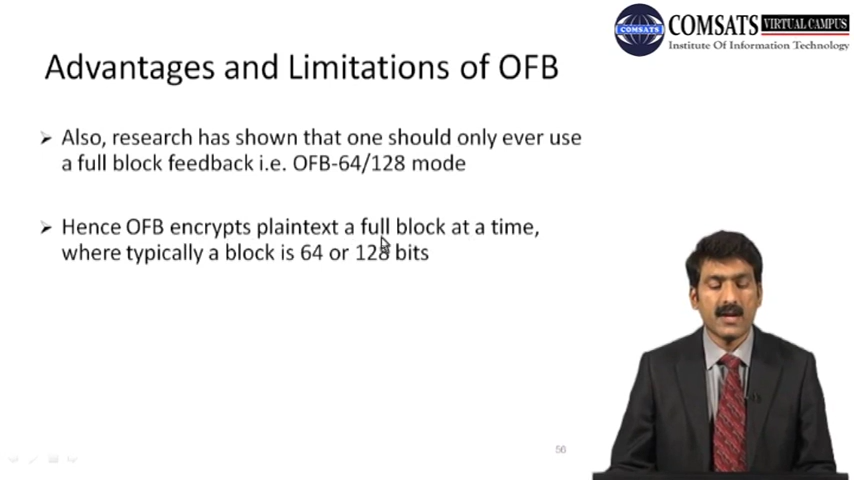 COMSATS VIRTUAL CAMPUS
COMSATS
Institute Of Information Technology
Advantages and Limitations of OFB
➢ Also, research has shown that one should only ever use
a full block feedback i.e. OFB-64/128 mode
➢ Hence OFB encrypts plaintext a full block at a time,
where typically a block is 64 or 128 bits
56